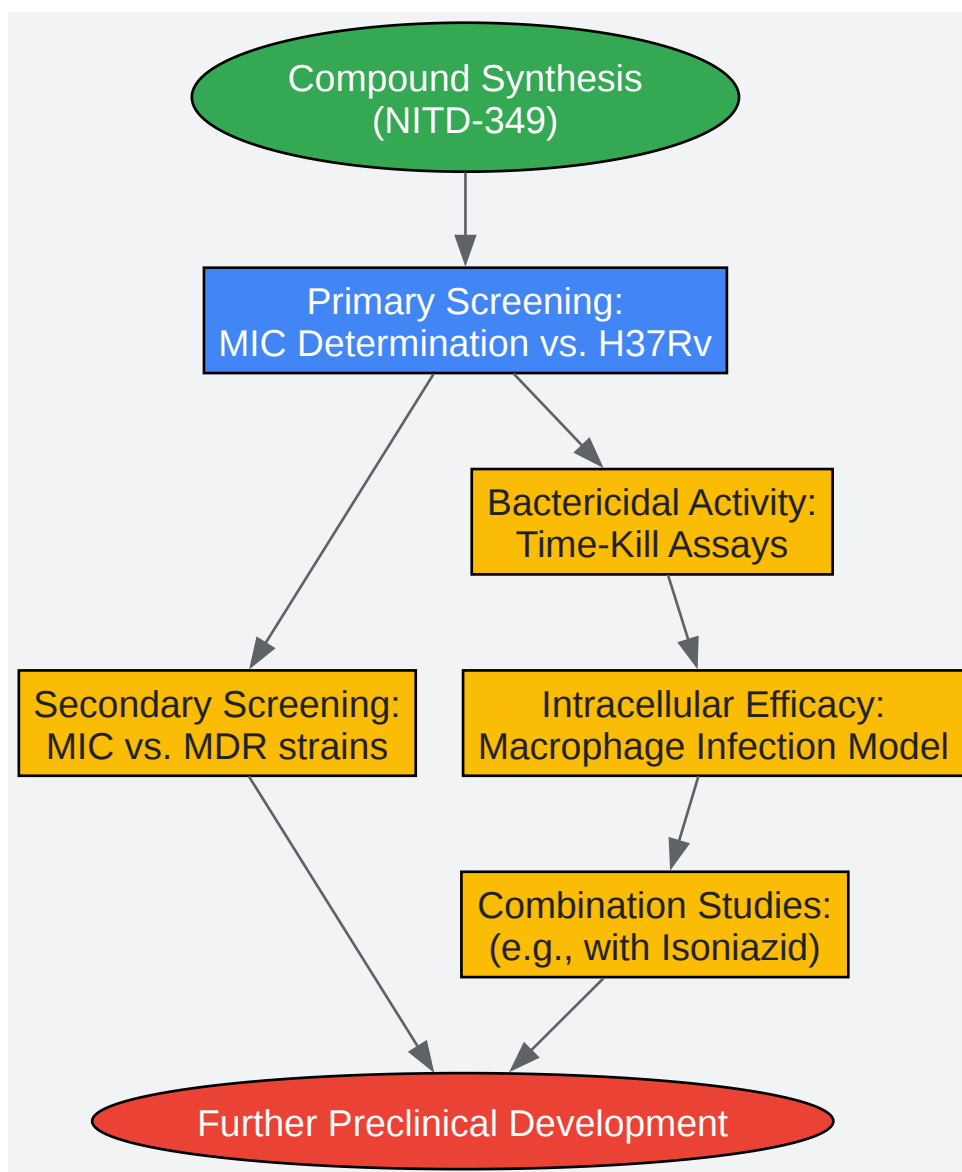 Compound Synthesis
(NITD-349)
Primary Screening:
MIC Determination vs. H37Rv
Bactericidal Activity:
Time-Kill Assays
Secondary Screening:
MIC vs. MDR strains
Intracellular Efficacy:
Macrophage Infection Model
Combination Studies:
(e.g., with Isoniazid)
Further Preclinical Development